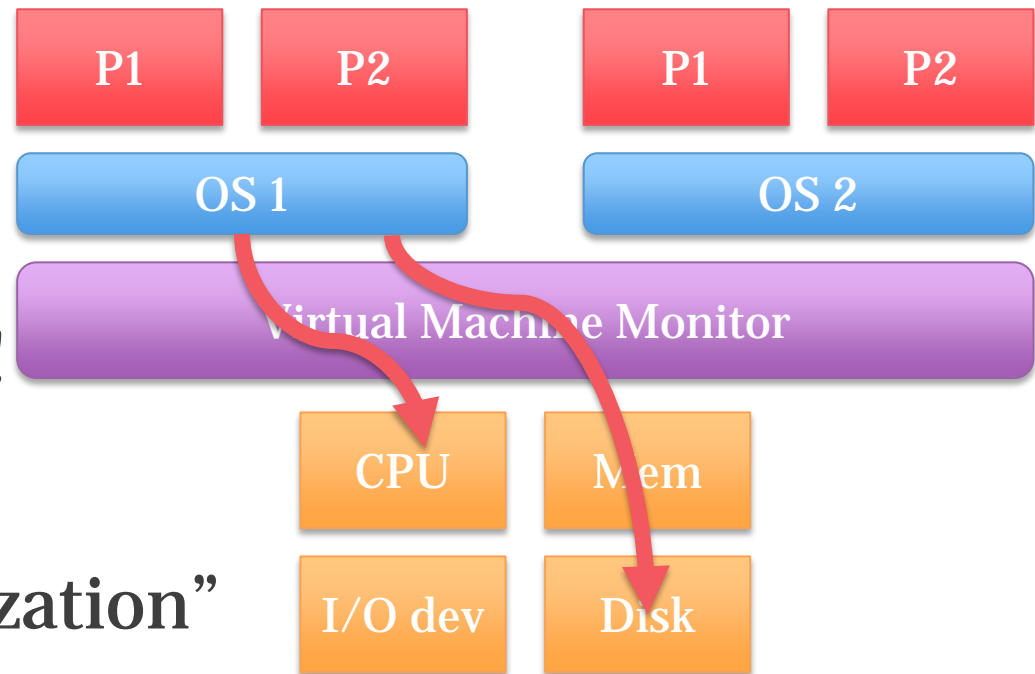 P1 P2 P1 P2
OS 1 OS 2
Virtual Machine Monitor
CPU Mem
zation”
I/O dev Disk